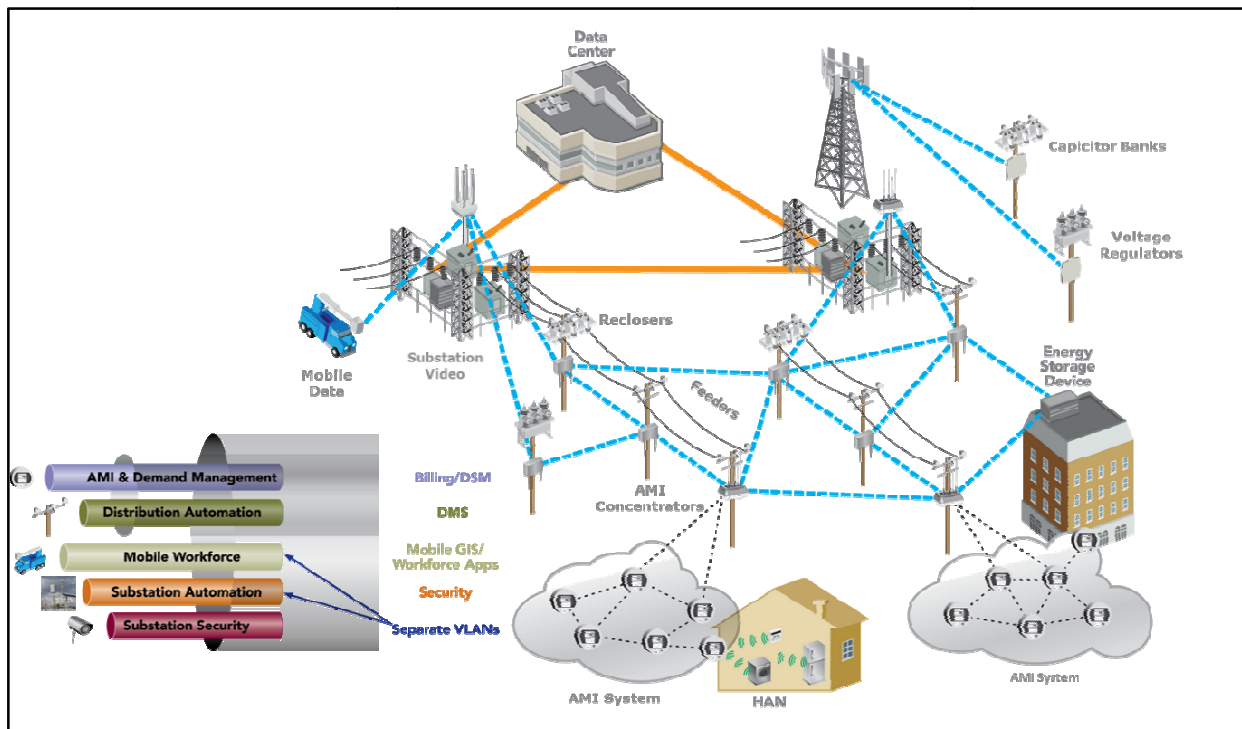 Data
Center
Capicitor Banks
Voltage
Regulators
Reclosers
Substation
Video
Mobile
Data
Feeders
Energy
Storage
Device
AMI & Demand Management
Billing/DSM
AMI
Concentrators
Distribution Automation
DMS
Mobile Workforce
Mobile GIS/
Workforce Apps
Substation Automation
Security
Substation Security
Separate VLANs
AMI System
HAN
AMI System